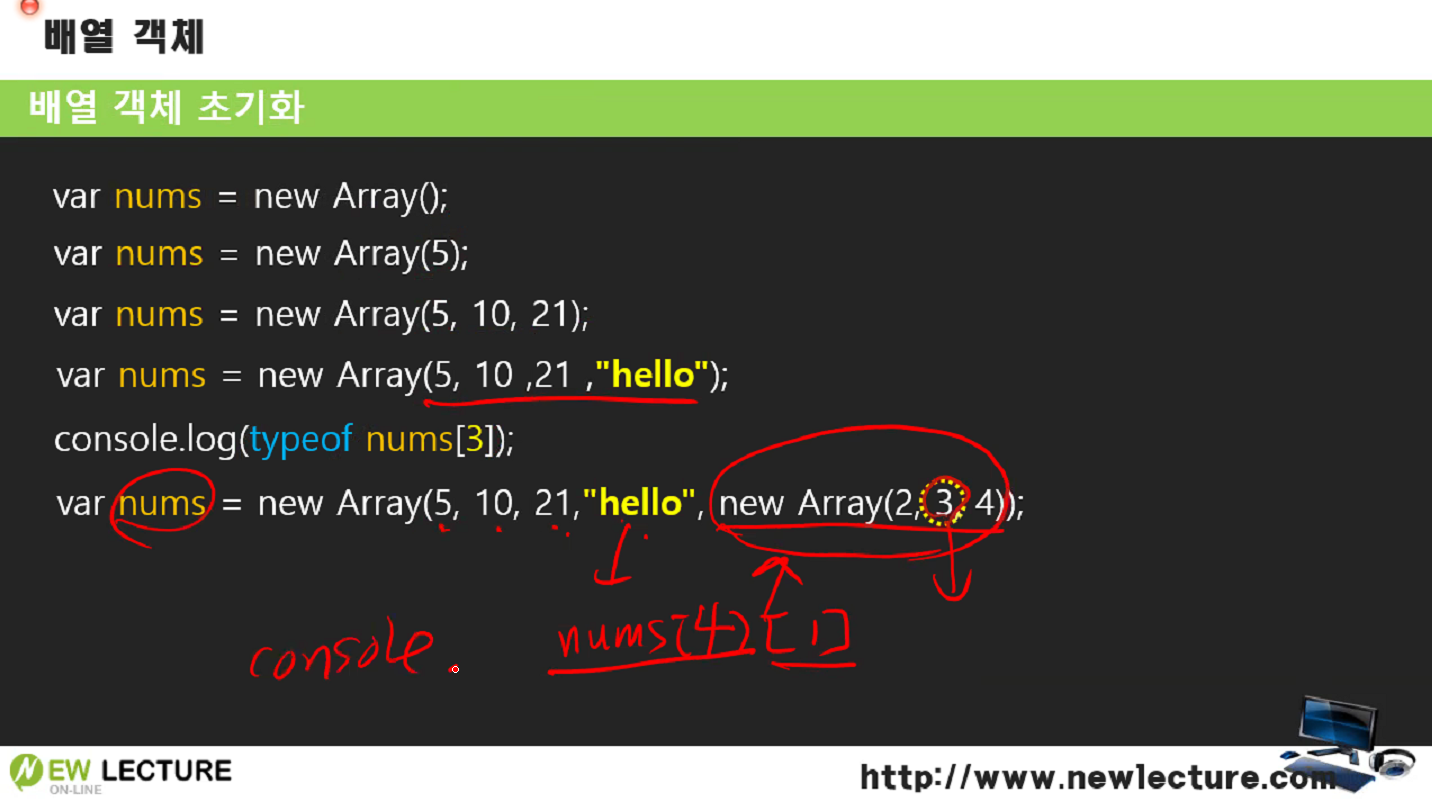 배열 객체
배열 객체 초기화
var nums = new Array();
var nums = new Array(5);
var nums = new Array(5, 10, 21);
var nums = new Array(5, 10 ,21 ,"hello");
console.log(typeof nums[3]);
var nums = new Array(5, 10, 21,"hello", new Array(2, 3, 4));
console. nums[4][1]
NEW LECTURE
ON-LINE
http://www.newlecture.com